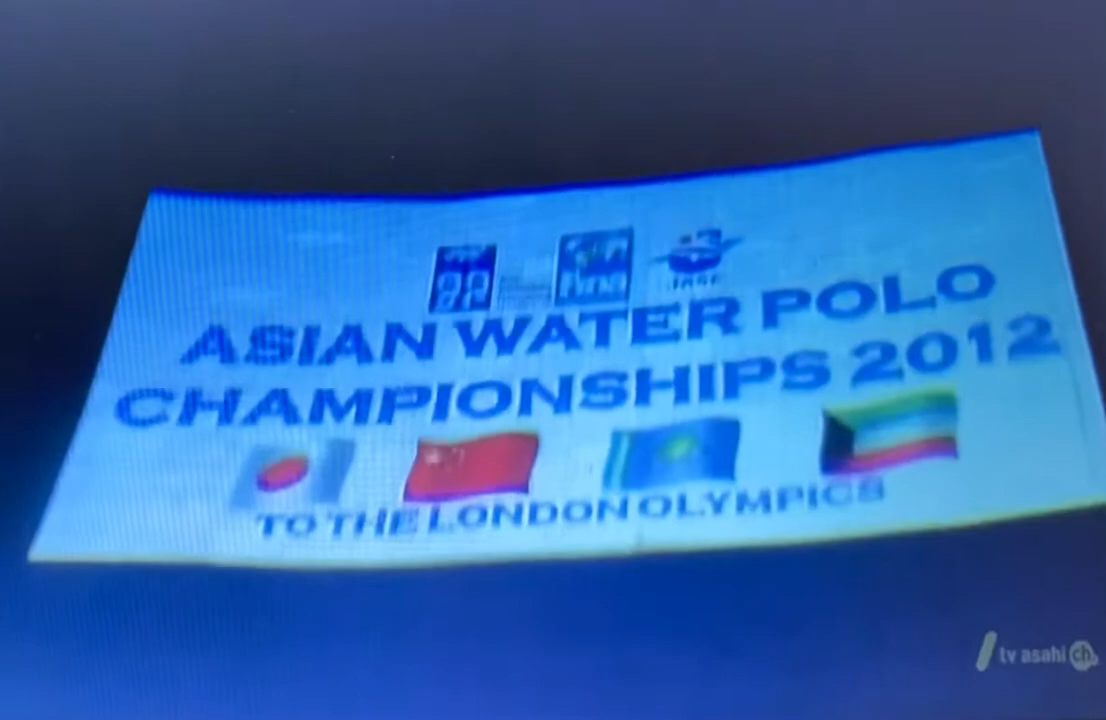 ASIAN WATER POLO
CHAMPIONSHIPS 2012
TO THE LONDON OLYMPICS
tv asahi ch.